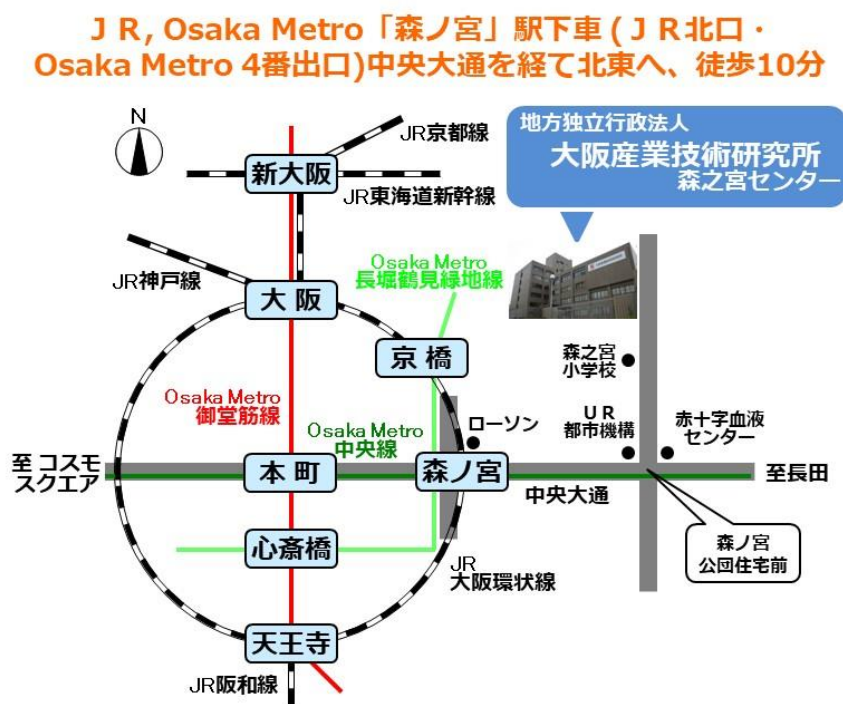 ＪＲ, Osaka Metro「森ノ宮」駅下車 (ＪＲ北口・
Osaka Metro 4番出口)中央大通を経て北東へ、徒歩10分
N
JR京都線
新大阪
JR東海道新幹線
地方独立行政法人
大阪産業技術研究所
森之宮センター
JR神戸線
Osaka Metro
長堀鶴見緑地線
大 阪
京 橋
森之宮
小学校
Osaka Metro
御堂筋線
Osaka Metro
中央線
ローソン
ＵＲ
都市機構
赤十字血液
センター
至 コスモ
スクエア
本 町
森ノ宮
中央大通
至長田
心斎橋
JR
大阪環状線
森ノ宮
公団住宅前
天王寺
JR阪和線